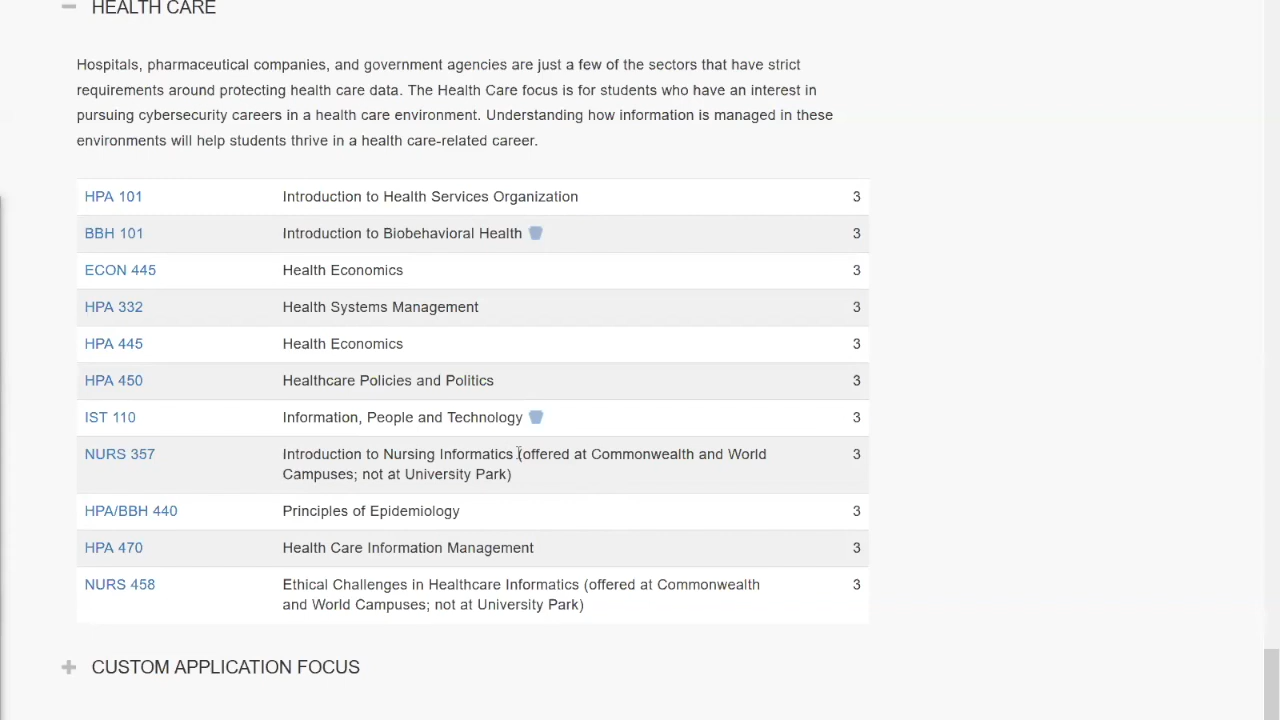 HEALTH CARE
Hospitals, pharmaceutical companies, and government agencies are just a few of the sectors that have strict
requirements around protecting health care data. The Health Care focus is for students who have an interest in
pursuing cybersecurity careers in a health care environment. Understanding how information is managed in these
environments will help students thrive in a health care-related career.
HPA 101 Introduction to Health Services Organization 3
BBH 101 Introduction to Biobehavioral Health 3
ECON 445 Health Economics 3
HPA 332 Health Systems Management 3
HPA 445 Health Economics 3
HPA 450 Healthcare Policies and Politics 3
IST 110 Information, People and Technology 3
NURS 357 Introduction to Nursing Informatics (offered at Commonwealth and World 3
Campuses; not at University Park)
HPA/BBH 440 Principles of Epidemiology 3
HPA 470 Health Care Information Management 3
NURS 458 Ethical Challenges in Healthcare Informatics (offered at Commonwealth 3
and World Campuses; not at University Park)
CUSTOM APPLICATION FOCUS